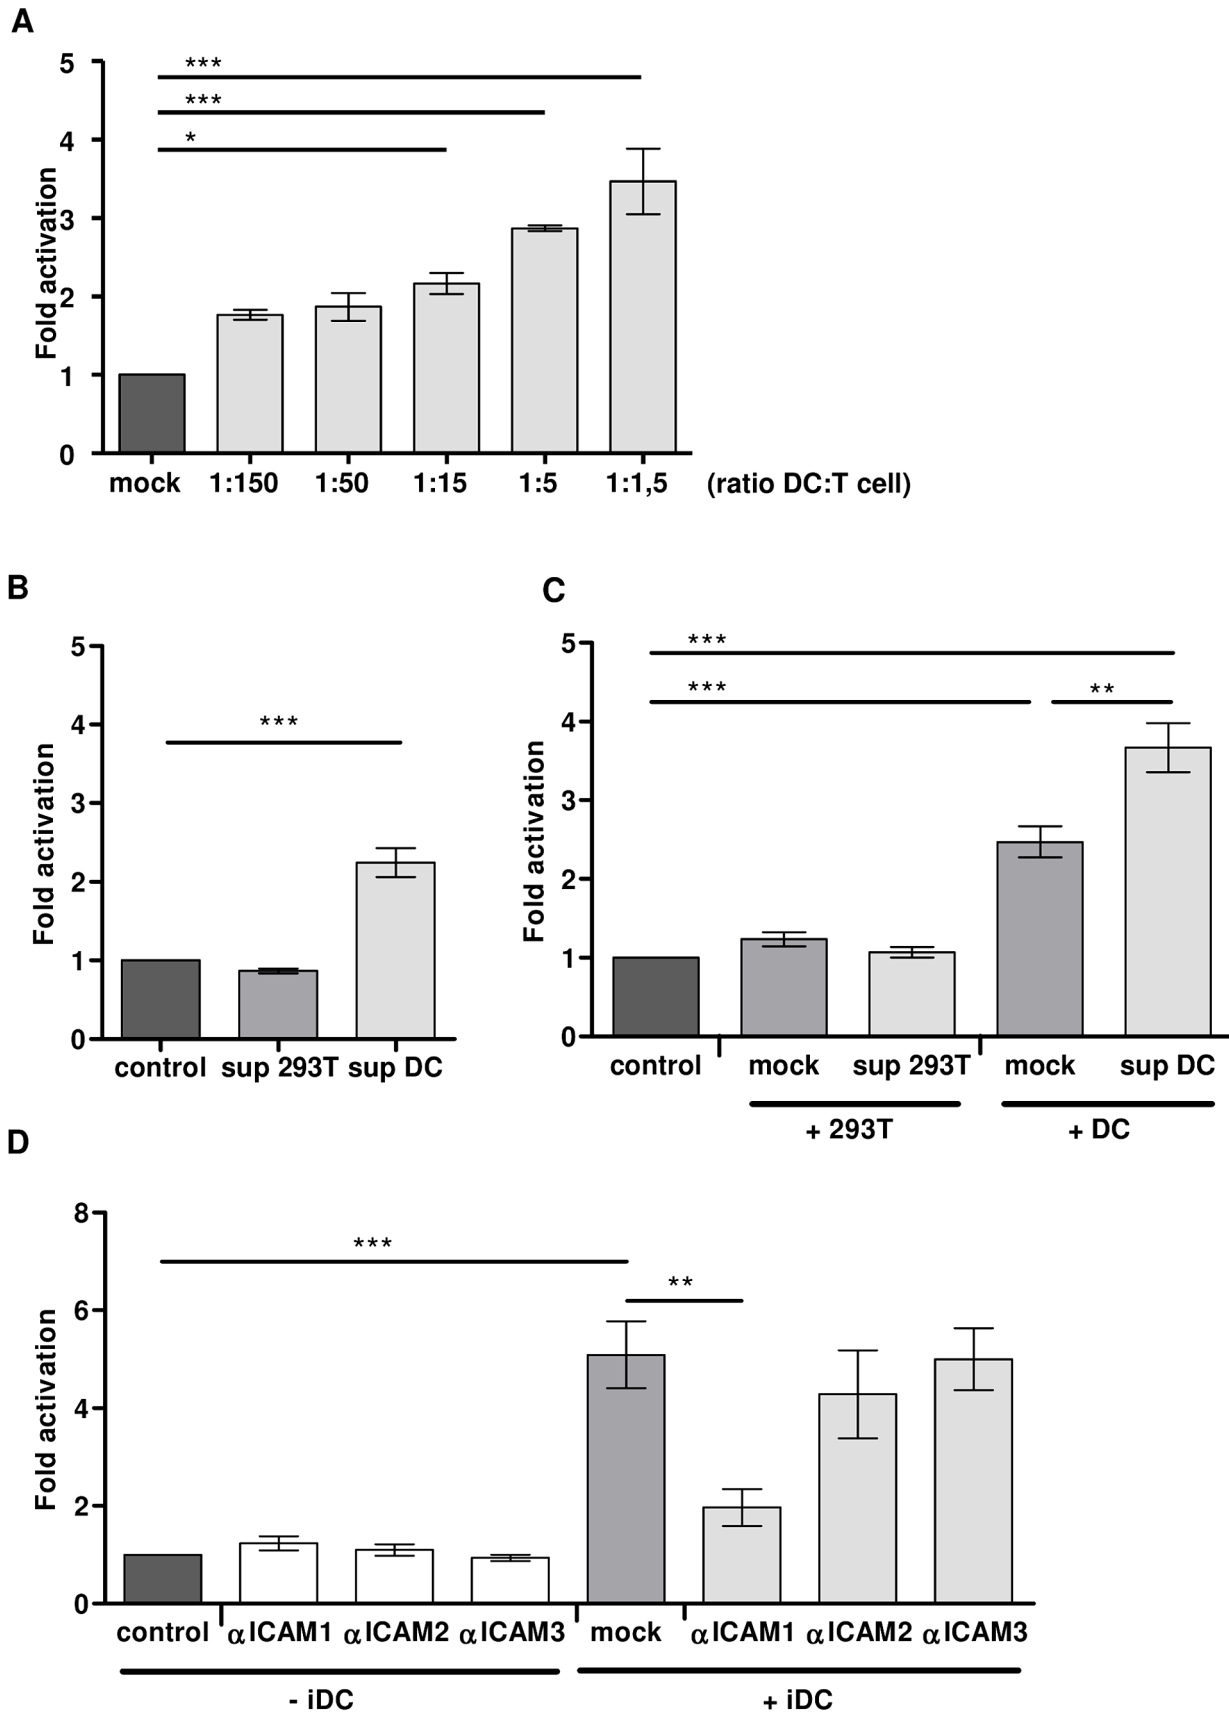 A
5
4
3
2
1
0
Fold activation
***
***
*
mock 1:150 1:50 1:15 1:5 1:1,5 (ratio DC:T cell)
B
5
4
3
2
1
0
Fold activation
***
control sup 293T sup DC
C
5
4
3
2
1
0
Fold activation
***
*** **
control mock sup 293T mock sup DC
+ 293T + DC
D
8
6
4
2
0
Fold activation
***
**
control αICAM1 αICAM2 αICAM3 mock αICAM1 αICAM2 αICAM3
- iDC + iDC